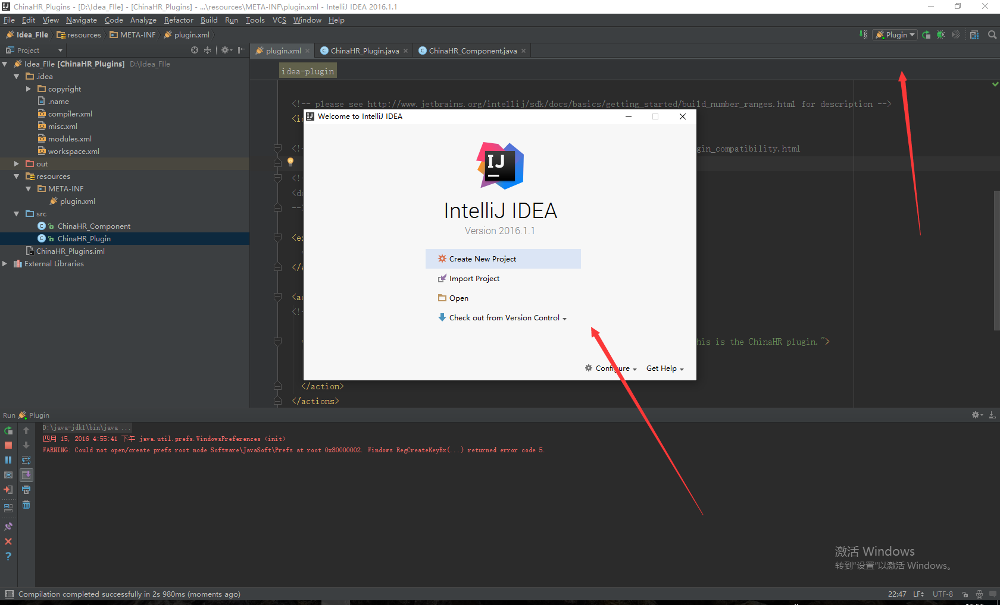 ChinaHR_Plugins - [D:\Idea_FIle] - [ChinaHR_Plugins] - ...\resources\META-INF\plugin.xml - IntelliJ IDEA 2016.1.1
File Edit View Navigate Code Analyze Refactor Build Run Tools VCS Window Help
Idea_FIle resources META-INF plugin.xml
Plugin
Project
plugin.xml
ChinaHR_Plugin.java
ChinaHR_Component.java
Idea_FIle [ChinaHR_Plugins] D:\Idea_FIle
.idea
copyright
.name
compiler.xml
misc.xml
modules.xml
workspace.xml
out
resources
META-INF
plugin.xml
src
ChinaHR_Component
ChinaHR_Plugin
ChinaHR_Plugins.iml
External Libraries
idea-plugin
<!-- please see http://www.jetbrains.org/intellij/sdk/docs/basics/getting_started/build_number_ranges.html for description -->
gin_compatibility.html
his is the ChinaHR plugin.">
</action>
</actions>
Welcome to IntelliJ IDEA
IJ
IntelliJ IDEA
Version 2016.1.1
Create New Project
Import Project
Open
Check out from Version Control
Configure Get Help
Run Plugin
D:\java-jdk1\bin\java ...
四月 15, 2016 4:55:41 下午 java.util.prefs.WindowsPreferences <init>
WARNING: Could not open/create prefs root node Software\JavaSoft\Prefs at root 0x80000002. Windows RegCreateKeyEx(...) returned error code 5.
激活 Windows
转到"设置"以激活 Windows。
Compilation completed successfully in 2s 980ms (moments ago)
22:47 LF UTF-8